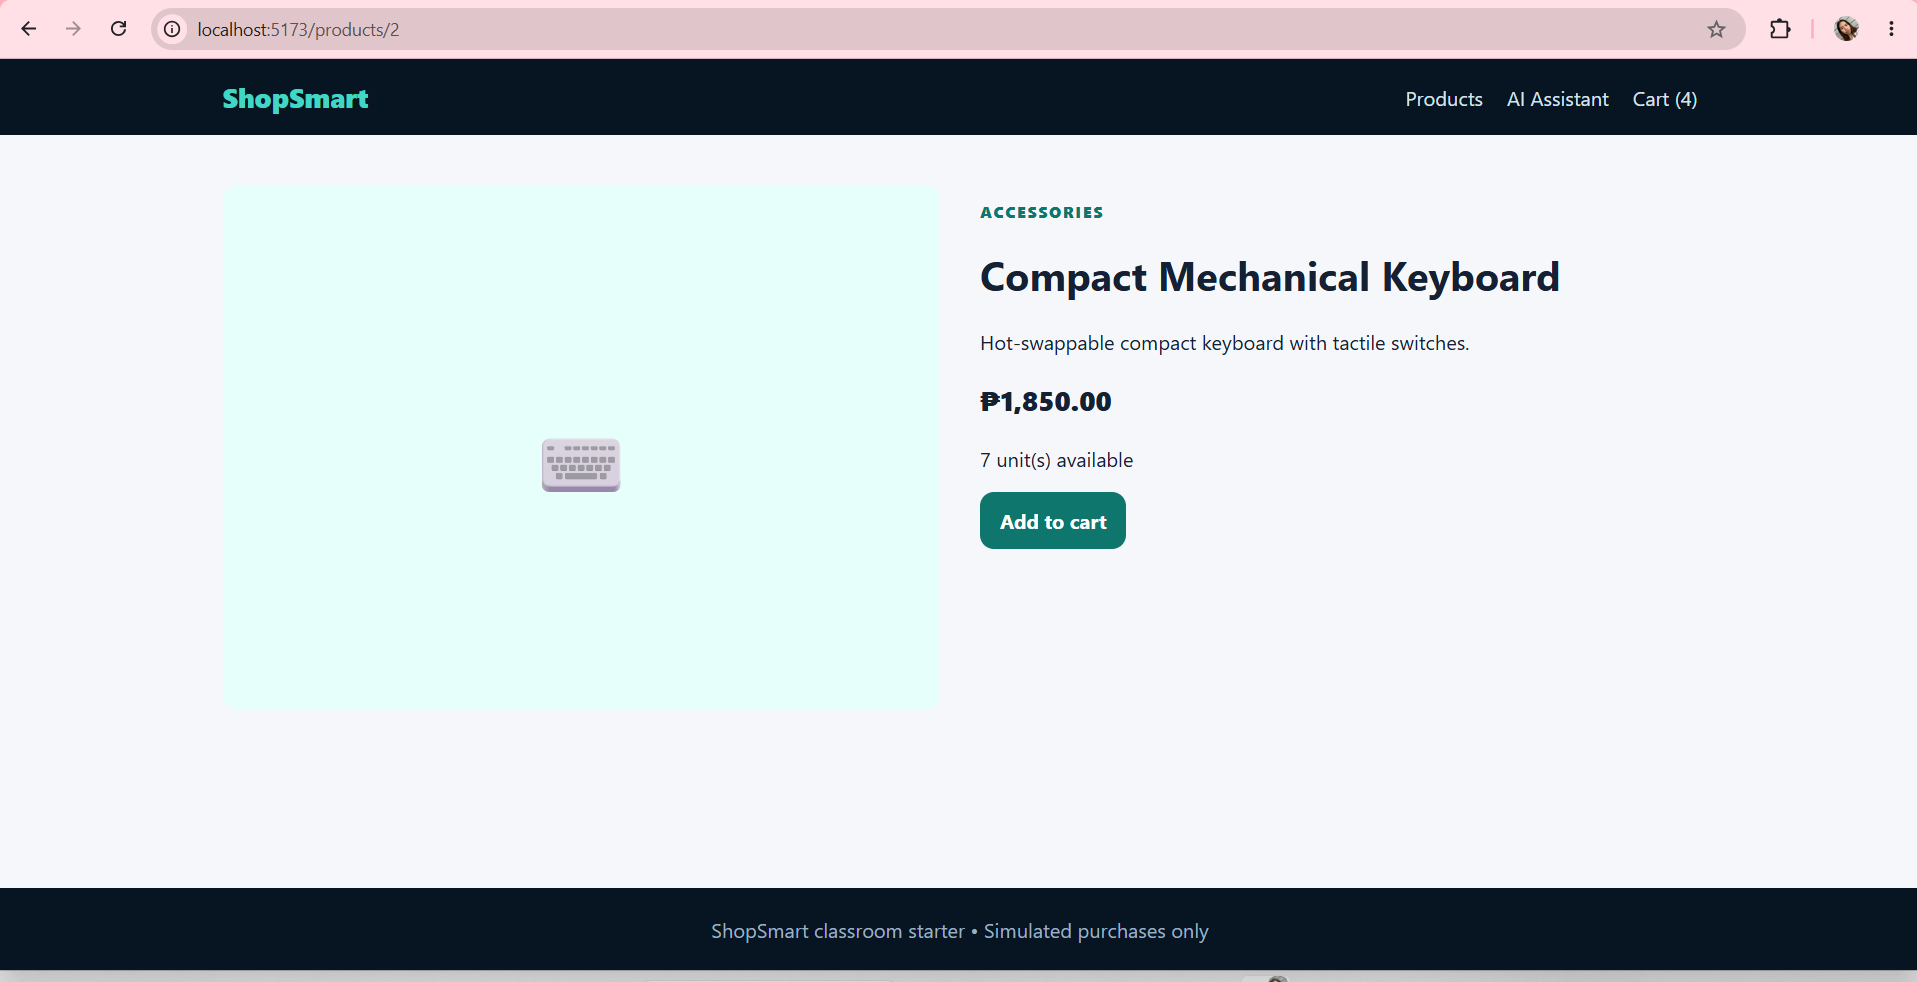 localhost:5173/products/2
ShopSmart
Products AI Assistant Cart (4)
ACCESSORIES
Compact Mechanical Keyboard
Hot-swappable compact keyboard with tactile switches.
₱1,850.00
7 unit(s) available
Add to cart
ShopSmart classroom starter • Simulated purchases only